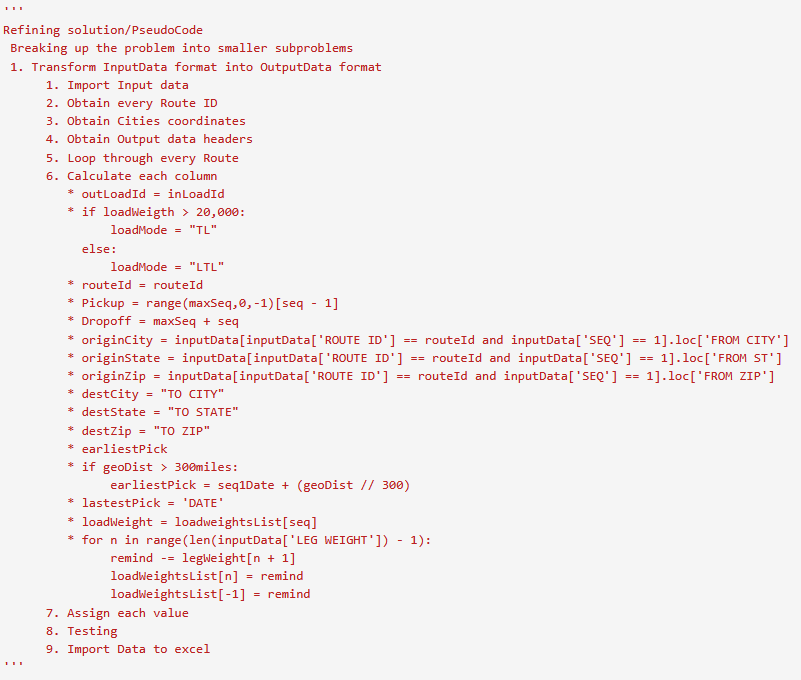 '''
Refining solution/PseudoCode
Breaking up the problem into smaller subproblems
1. Transform InputData format into OutputData format
1. Import Input data
2. Obtain every Route ID
3. Obtain Cities coordinates
4. Obtain Output data headers
5. Loop through every Route
6. Calculate each column
* outLoadId = inLoadId
* if loadWeigth > 20,000:
loadMode = "TL"
else:
loadMode = "LTL"
* routeId = routeId
* Pickup = range(maxSeq,0,-1)[seq - 1]
* Dropoff = maxSeq + seq
* originCity = inputData[inputData['ROUTE ID'] == routeId and inputData['SEQ'] == 1].loc['FROM CITY']
* originState = inputData[inputData['ROUTE ID'] == routeId and inputData['SEQ'] == 1].loc['FROM ST']
* originZip = inputData[inputData['ROUTE ID'] == routeId and inputData['SEQ'] == 1].loc['FROM ZIP']
* destCity = "TO CITY"
* destState = "TO STATE"
* destZip = "TO ZIP"
* earliestPick
* if geoDist > 300miles:
earliestPick = seq1Date + (geoDist // 300)
* lastestPick = 'DATE'
* loadWeight = loadweightsList[seq]
* for n in range(len(inputData['LEG WEIGHT']) - 1):
remind -= legWeight[n + 1]
loadWeightsList[n] = remind
loadWeightsList[-1] = remind
7. Assign each value
8. Testing
9. Import Data to excel
'''